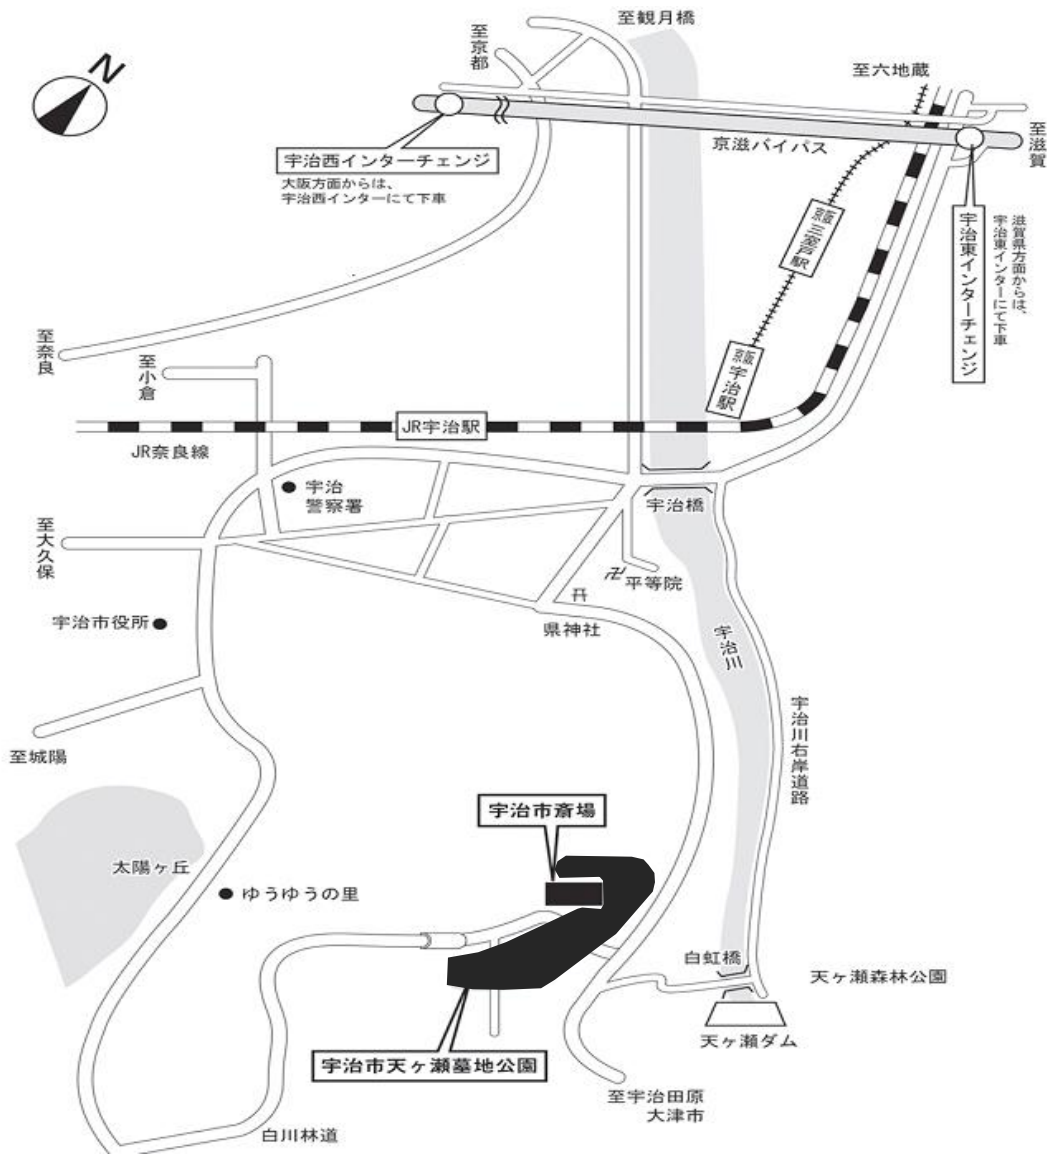 至観月橋
至京都
N
至六地蔵
至滋賀
京滋バイパス
宇治西インターチェンジ
大阪方面からは、
宇治西インターにて下車
京阪 三室戸駅
宇治東インターチェンジ
滋賀県方面からは、
宇治東インターにて下車
至奈良
至小倉
京阪 宇治駅
JR宇治駅
JR奈良線
宇治
警察署
宇治橋
至大久保
平等院
宇治市役所
県神社
宇治川
宇治川右岸道路
至城陽
宇治市斎場
太陽ヶ丘
ゆうゆうの里
白虹橋
天ヶ瀬森林公園
天ヶ瀬ダム
宇治市天ヶ瀬墓地公園
至宇治田原
大津市
白川林道